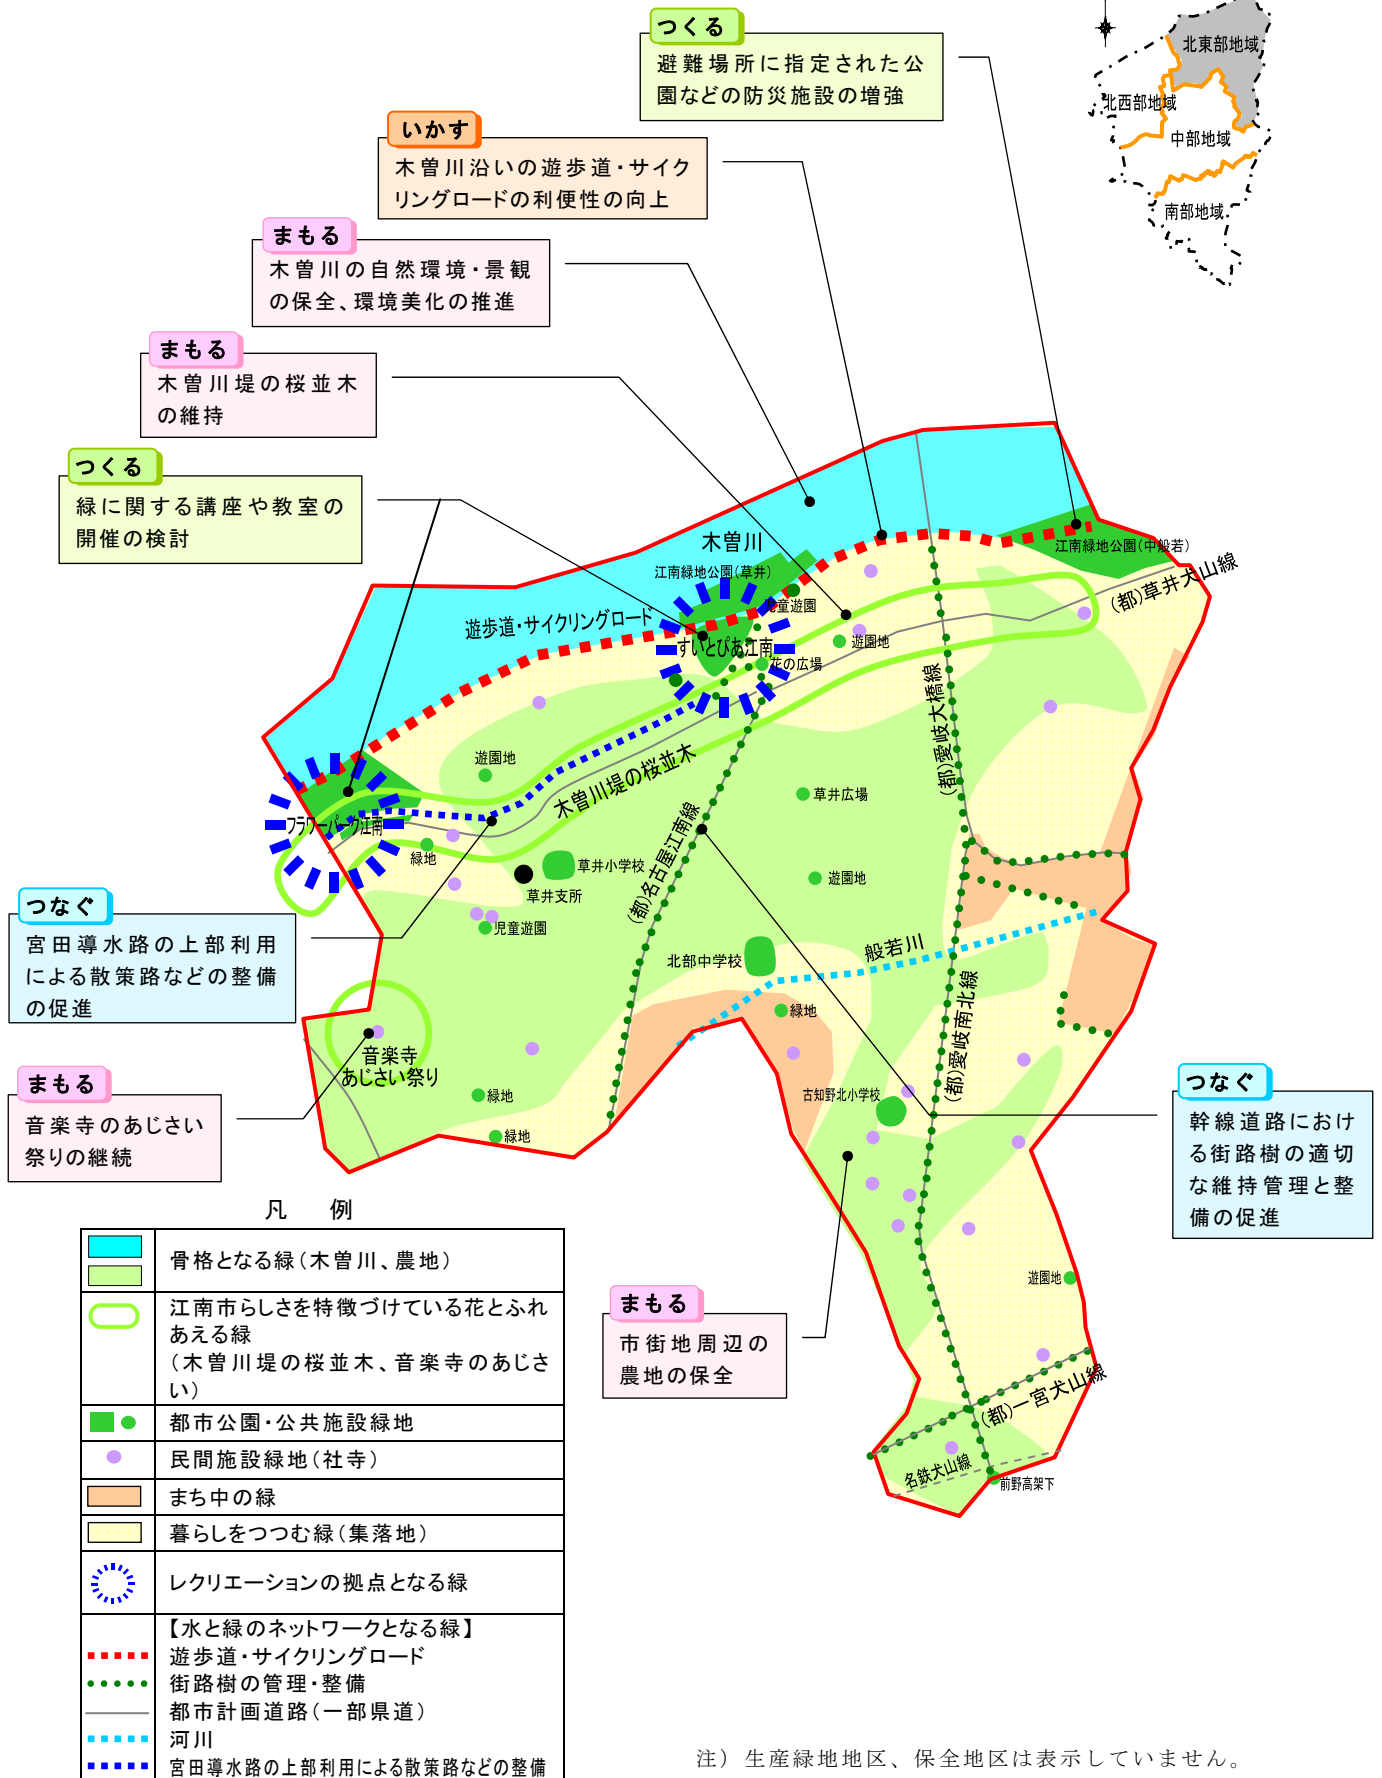 つくる
避難場所に指定された公
園などの防災施設の増強
北東部地域
北西部地域
中部地域
南部地域
いかす
木曽川沿いの遊歩道・サイク
リングロードの利便性の向上
まもる
木曽川の自然環境・景観
の保全、環境美化の推進
まもる
木曽川堤の桜並木
の維持
つくる
緑に関する講座や教室の
開催の検討
木曽川
江南緑地公園(中般若)
江南緑地公園(草井)
(都)草井犬山線
児童遊園
遊歩道・サイクリングロード
すいとぴあ江南
遊園地
花の広場
(都)愛岐大橋線
遊園地
木曽川堤の桜並木
草井広場
(都)名古屋江南線
フラワーパーク江南
緑地
草井小学校
草井支所
遊園地
児童遊園
つなぐ
宮田導水路の上部利用
による散策路などの整備
の促進
般若川
北部中学校
(都)愛岐南北線
緑地
音楽寺
あじさい祭り
まもる
音楽寺のあじさい
祭りの継続
緑地
緑地
古知野北小学校
つなぐ
幹線道路におけ
る街路樹の適切
な維持管理と整
備の促進
遊園地
まもる
市街地周辺の
農地の保全
(都)一宮犬山線
名鉄犬山線
前野高架下
凡　例
骨格となる緑(木曽川、農地)
江南市らしさを特徴づけている花とふれ
あえる緑
(木曽川堤の桜並木、音楽寺のあじさ
い)
都市公園・公共施設緑地
民間施設緑地(社寺)
まち中の緑
暮らしをつつむ緑(集落地)
レクリエーションの拠点となる緑
【水と緑のネットワークとなる緑】
遊歩道・サイクリングロード
街路樹の管理・整備
都市計画道路(一部県道)
河川
宮田導水路の上部利用による散策路などの整備
注）生産緑地地区、保全地区は表示していません。